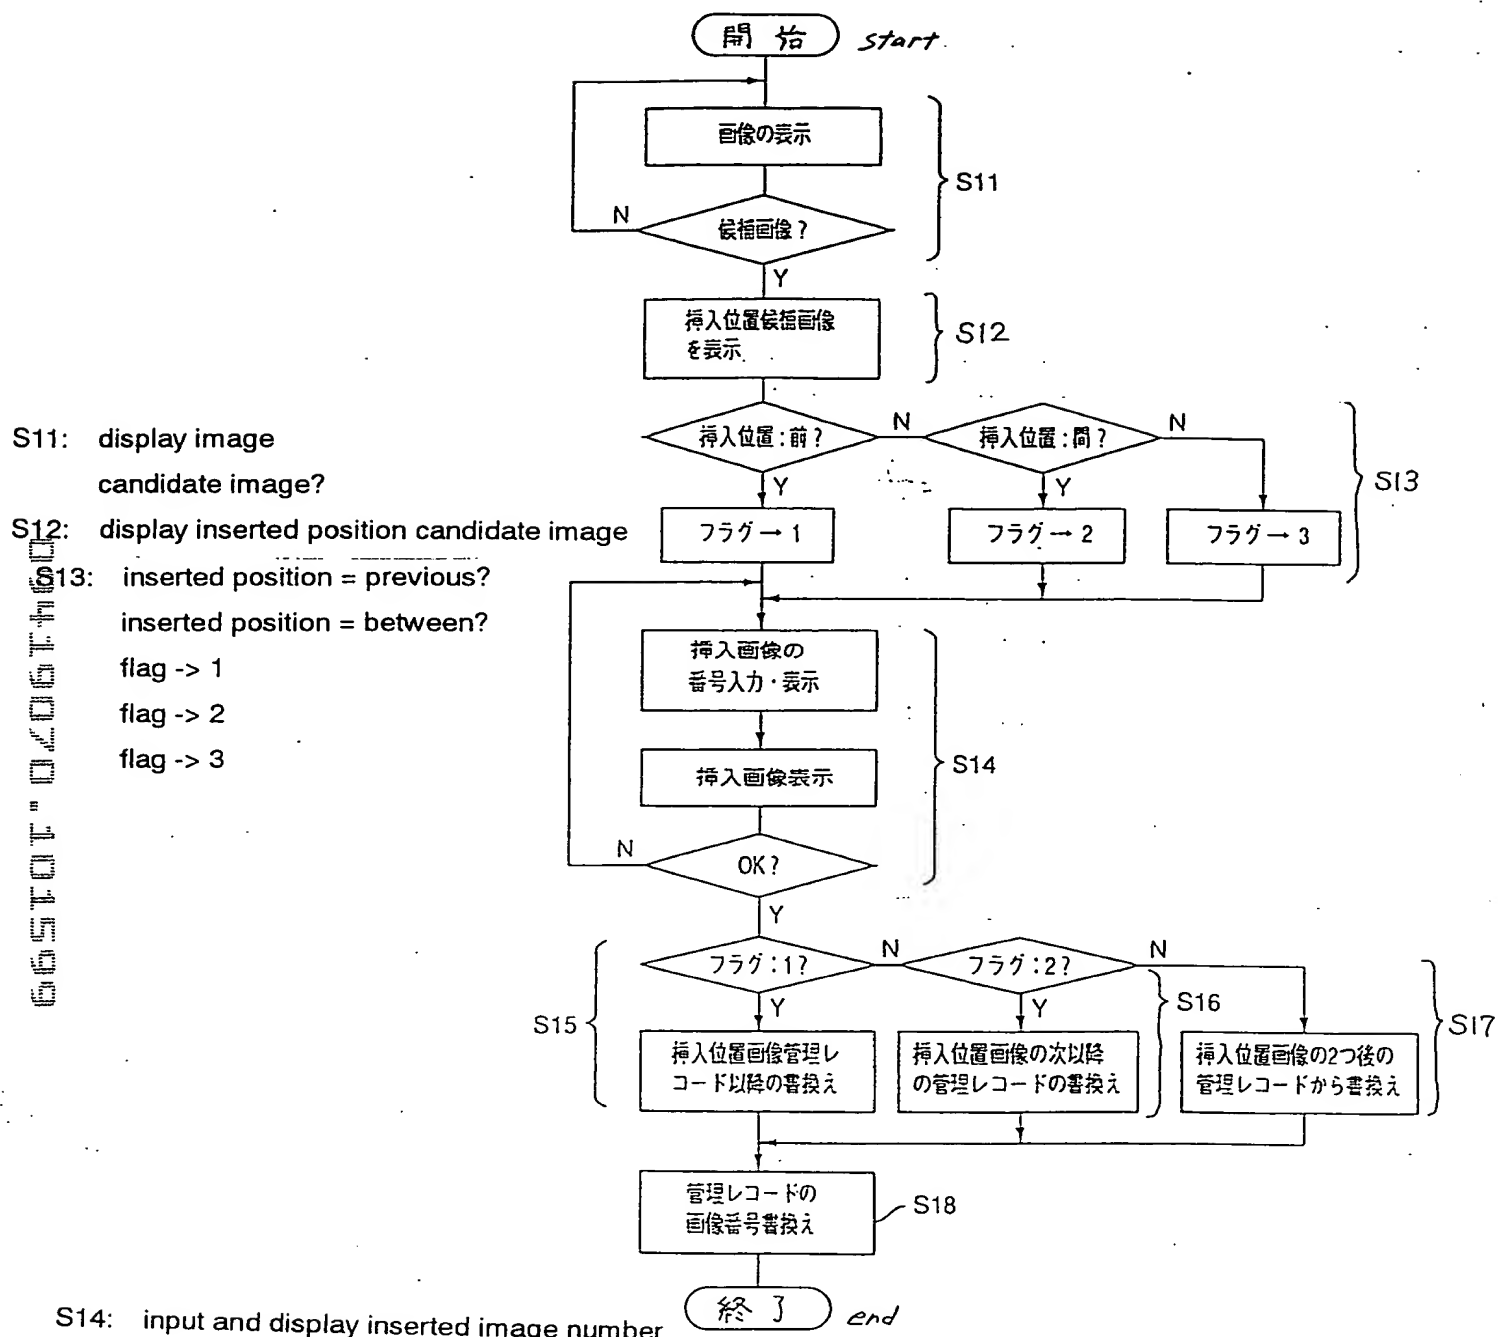 開始 start
画像の表示
S11
N
候補画像?
Y
挿入位置候補画像
を表示
S12
S11: display image
candidate image?
S12: display inserted position candidate image
S13: inserted position = previous?
inserted position = between?
flag -> 1
flag -> 2
flag -> 3
挿入位置:前?
N
挿入位置:間?
N
S13
Y
Y
フラグ→1
フラグ→2
フラグ→3
挿入画像の
番号入力・表示
挿入画像表示
S14
N
OK?
Y
フラグ:1?
N
フラグ:2?
N
S15
Y
Y
S16
S17
挿入位置画像管理レ
コード以降の書換え
挿入位置画像の次以降
の管理レコードの書換え
挿入位置画像の2つ後の
管理レコードから書換え
管理レコードの
画像番号書換え
S18
終了 end
S14: input and display inserted image number
09419070.101599